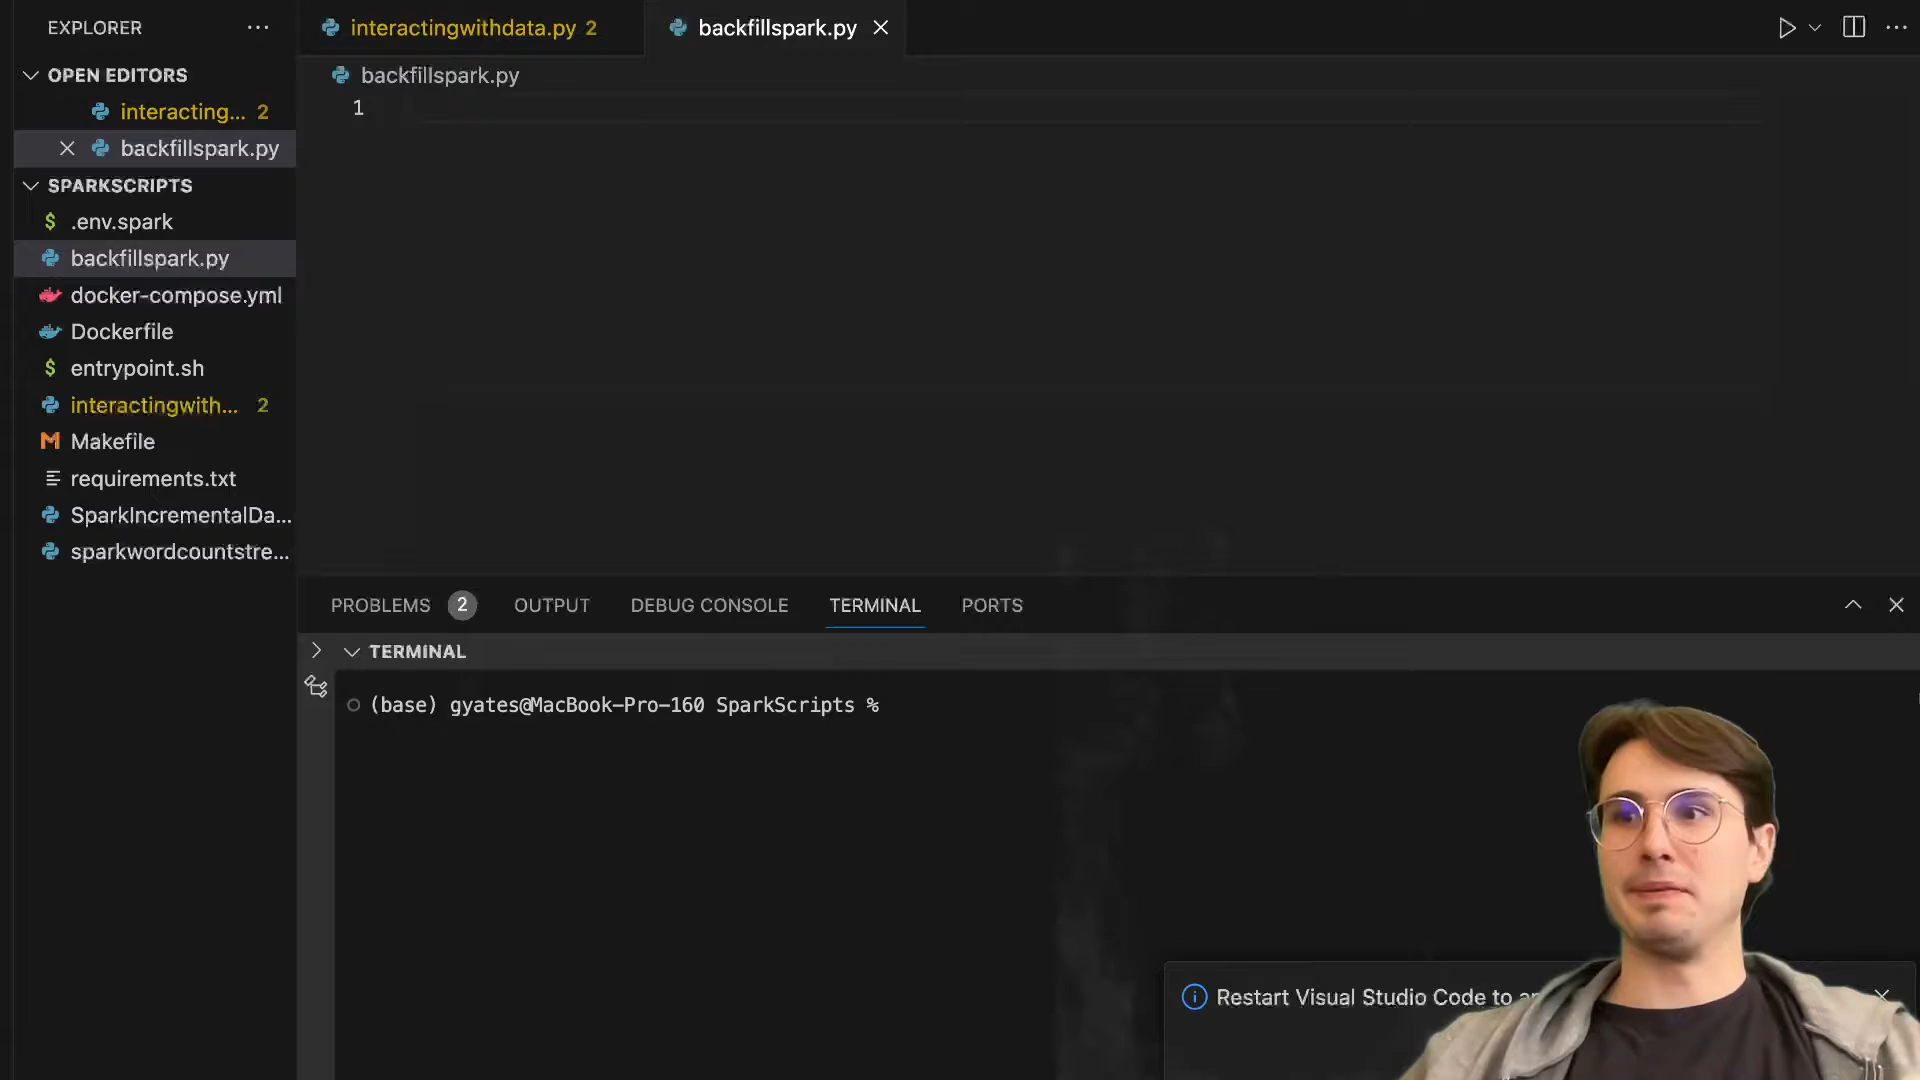 EXPLORER
OPEN EDITORS
interacting... 2
backfillspark.py
SPARKSCRIPTS
.env.spark
backfillspark.py
docker-compose.yml
Dockerfile
entrypoint.sh
interactingwith... 2
Makefile
requirements.txt
SparkIncrementalDa...
sparkwordcountstre...
interactingwithdata.py 2
backfillspark.py
backfillspark.py
1
PROBLEMS 2 OUTPUT DEBUG CONSOLE TERMINAL PORTS
TERMINAL
(base) gyates@MacBook-Pro-160 SparkScripts %
Restart Visual Studio Code to